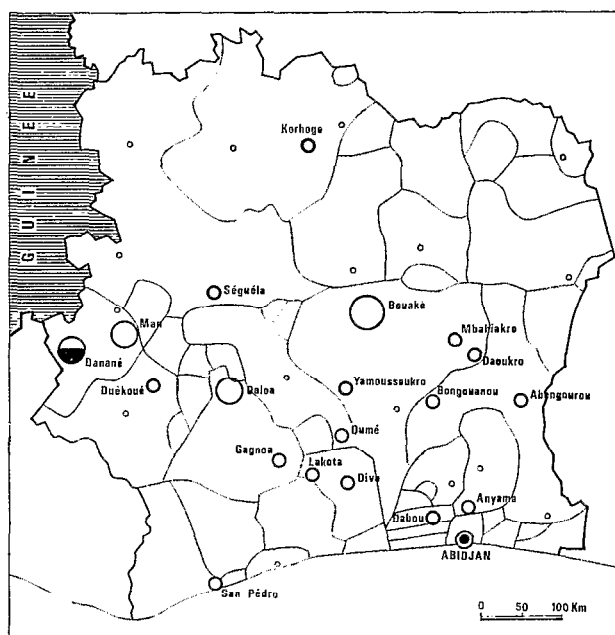 GUINEE
Korhogo
Séguéla
Bouaké
Man
Mbahiakro
Danané
Daoukro
Duékoué
Daloa
Yamoussoukro
Bongouanou
Abengourou
Oumé
Gagnoa
Lakota
Divo
Anyama
Dabou
ABIDJAN
San Pédro
0 50 100 Km